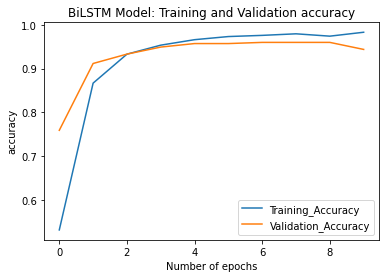 BiLSTM Model: Training and Validation accuracy
1.0
0.9
0.8
0.7
0.6
accuracy
0 2 4 6 8
Number of epochs
Training_Accuracy
Validation_Accuracy